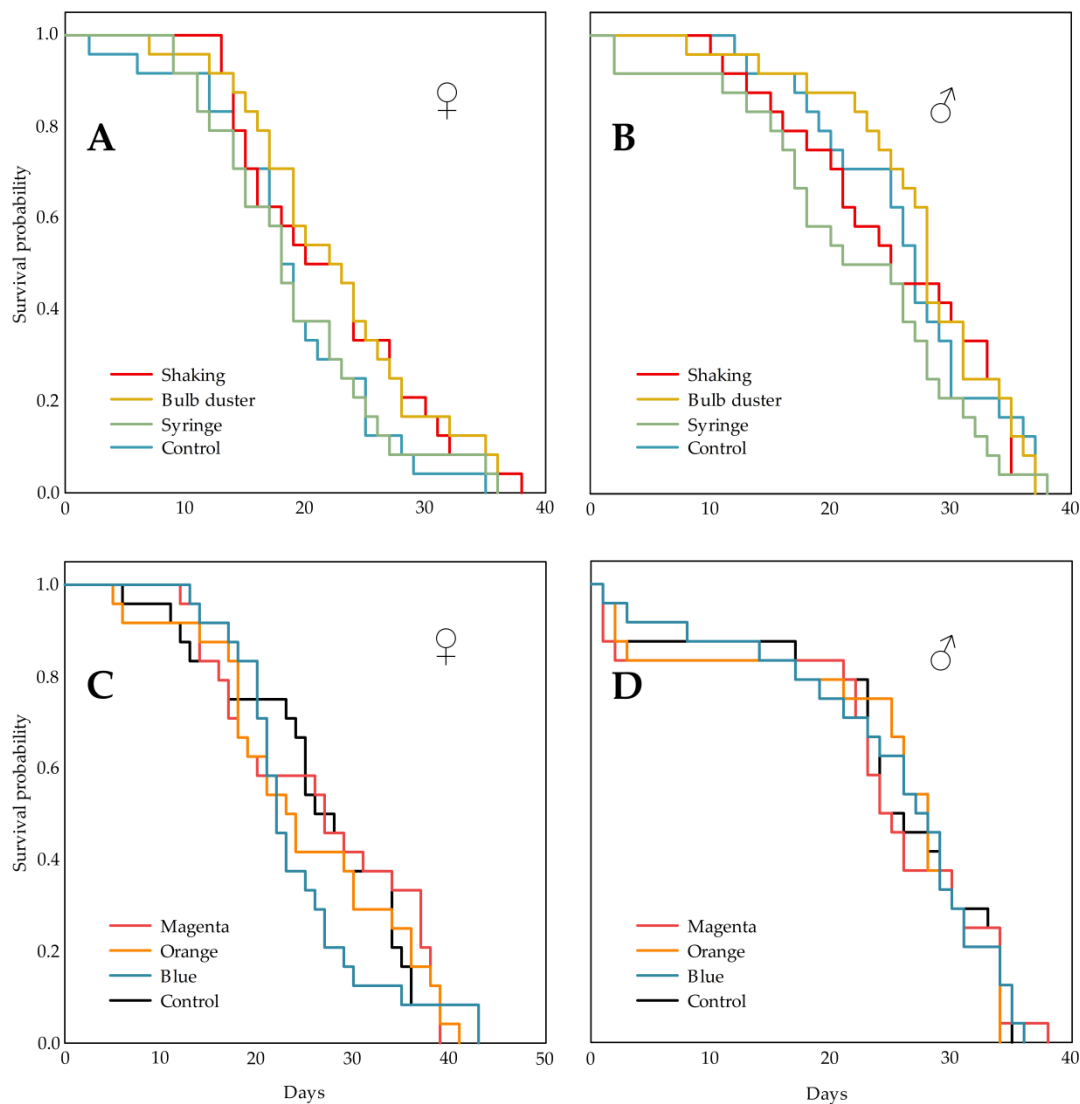 1.0
0.8
0.6
0.4
0.2
0.0
Survival probability
A
♀
Shaking
Bulb duster
Syringe
Control
0 10 20 30 40
B
♂
Shaking
Bulb duster
Syringe
Control
0 10 20 30 40
1.0
0.8
0.6
0.4
0.2
0.0
Survival probability
C
♀
Magenta
Orange
Blue
Control
0 10 20 30 40 50
Days
D
♂
Magenta
Orange
Blue
Control
0 10 20 30 40
Days